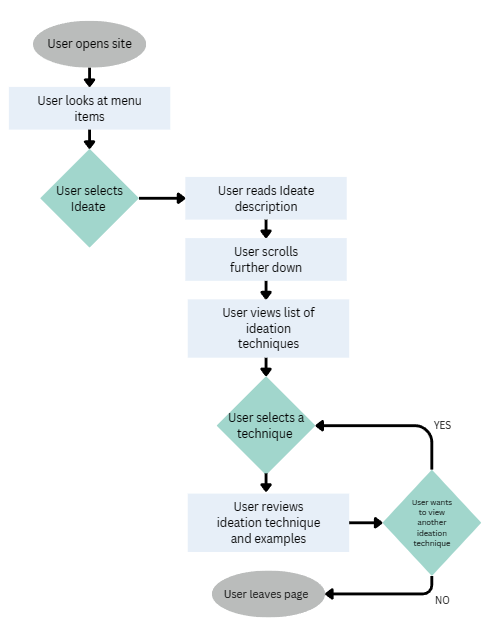 User opens site
User looks at menu
items
User selects
Ideate
User reads Ideate
description
User scrolls
further down
User views list of
ideation
techniques
User selects a
technique
YES
User reviews
ideation technique
and examples
User wants
to view
another
ideation
technique
User leaves page
NO